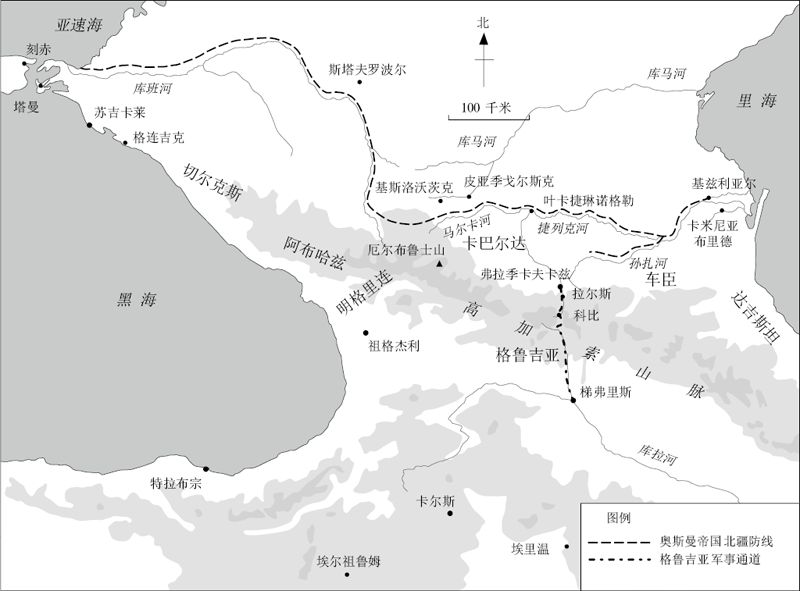 亚速海
北
刻赤
斯塔夫罗波尔
库马河
库班河
里海
塔曼
100 千米
苏吉卡莱
格连吉克
库马河
切尔克斯
基斯洛沃茨克
皮亚季戈尔斯克
基兹利亚尔
叶卡捷琳诺格勒
马尔卡河
捷列克河
卡米尼亚
布里德
卡巴尔达
阿布哈兹
厄尔布鲁士山
孙扎河
车臣
弗拉季卡夫卡兹
明格里连
拉尔斯
黑海
达吉斯坦
科比
高加索山脉
祖格杰利
格鲁吉亚
梯弗里斯
库拉河
特拉布宗
卡尔斯
埃里温
埃尔祖鲁姆
图例
奥斯曼帝国北疆防线
格鲁吉亚军事通道